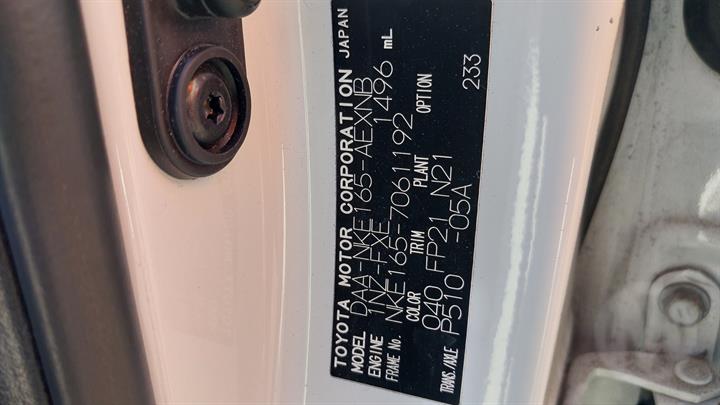 TOYOTA MOTOR CORPORATION JAPAN
MODEL DAA-NKE165-AEXNB
ENGINE 1NZ-FXE 1496 mL
FRAME No. NKE165-7061192
COLOR TRIM PLANT OPTION
040 FP21 N21
TRANS./AXLE P510 -05A 233